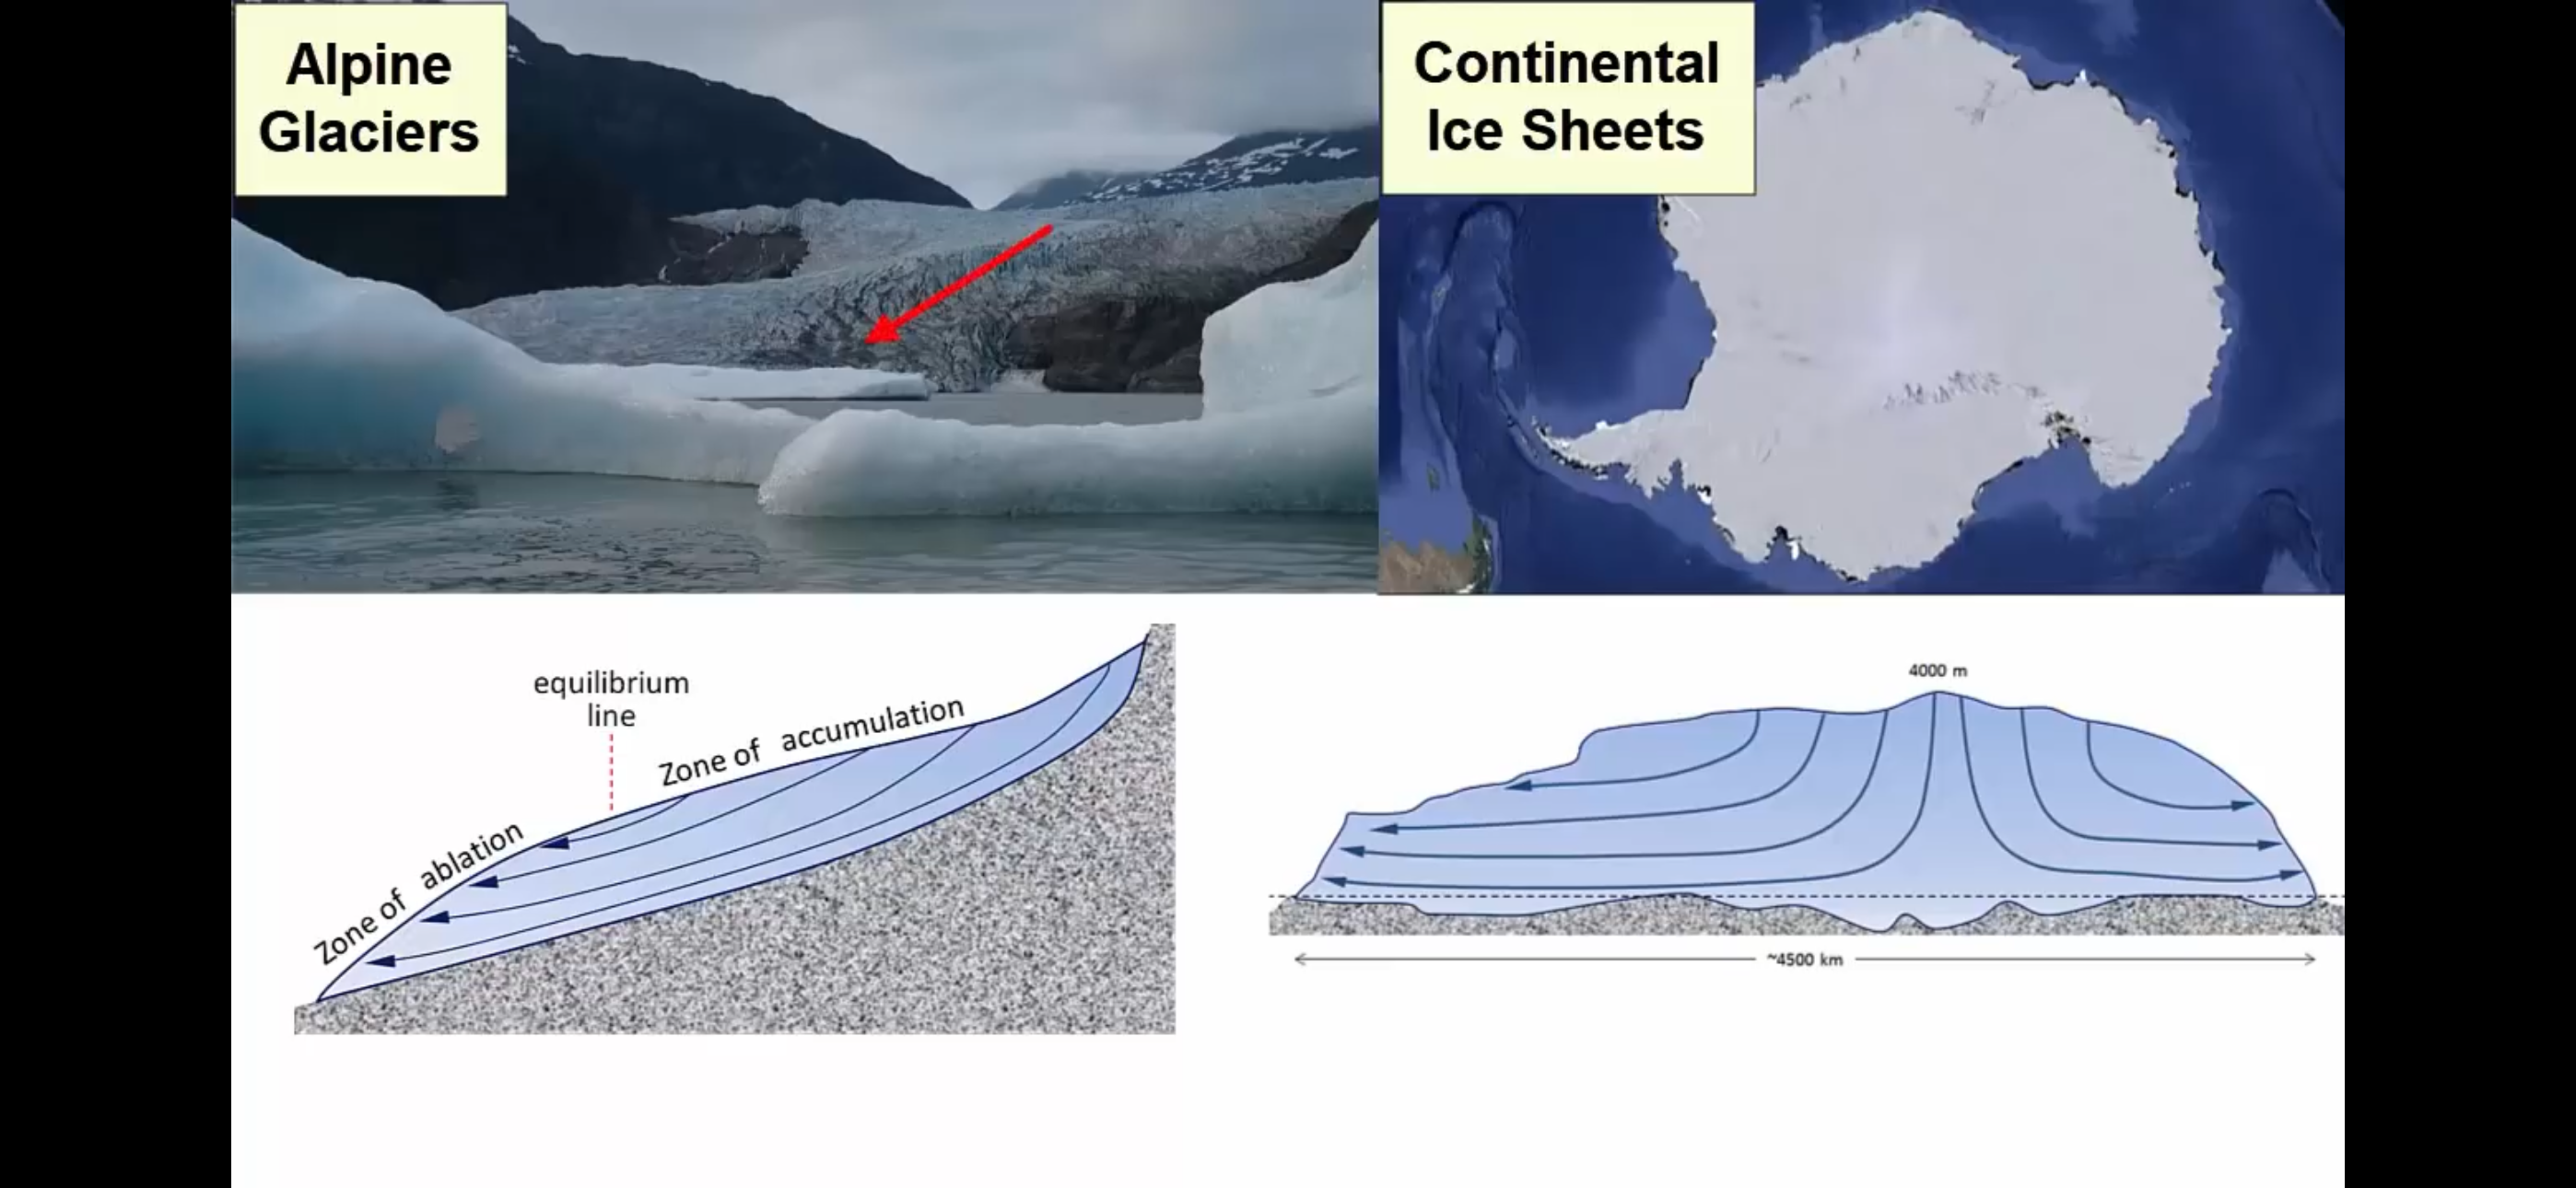 Alpine
Glaciers
Continental
Ice Sheets
equilibrium
line
Zone of accumulation
Zone of ablation
4000 m
~4500 km